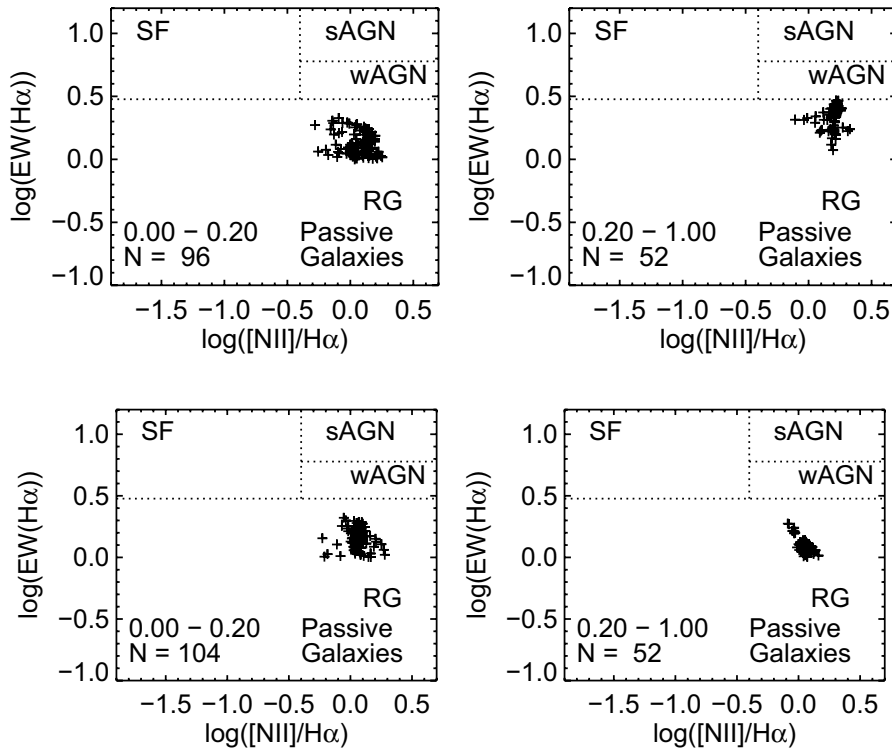 SF
sAGN
wAGN
RG
0.00 − 0.20 Passive
N = 96 Galaxies
1.0
0.5
0.0
−0.5
−1.0
log(EW(Hα))
−1.5 −1.0 −0.5 0.0 0.5
log([NII]/Hα)
SF
sAGN
wAGN
RG
0.20 − 1.00 Passive
N = 52 Galaxies
1.0
0.5
0.0
−0.5
−1.0
log(EW(Hα))
−1.5 −1.0 −0.5 0.0 0.5
log([NII]/Hα)
SF
sAGN
wAGN
RG
0.00 − 0.20 Passive
N = 104 Galaxies
1.0
0.5
0.0
−0.5
−1.0
log(EW(Hα))
−1.5 −1.0 −0.5 0.0 0.5
log([NII]/Hα)
SF
sAGN
wAGN
RG
0.20 − 1.00 Passive
N = 52 Galaxies
1.0
0.5
0.0
−0.5
−1.0
log(EW(Hα))
−1.5 −1.0 −0.5 0.0 0.5
log([NII]/Hα)